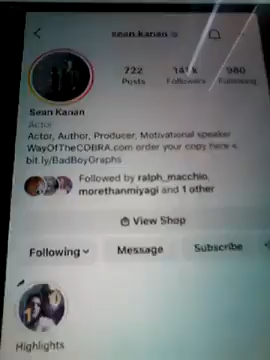 sean.kanan
722
980
Posts
Followers
Following
Sean Kanan
Actor
Actor, Author, Producer, Motivational speaker
WayOfTheCOBRA.com order your copy here <
bit.ly/BadBoyGraphs
Followed by ralph_macchio,
morethanmiyagi and 1 other
View Shop
Following
Message
Subscribe
Highlights